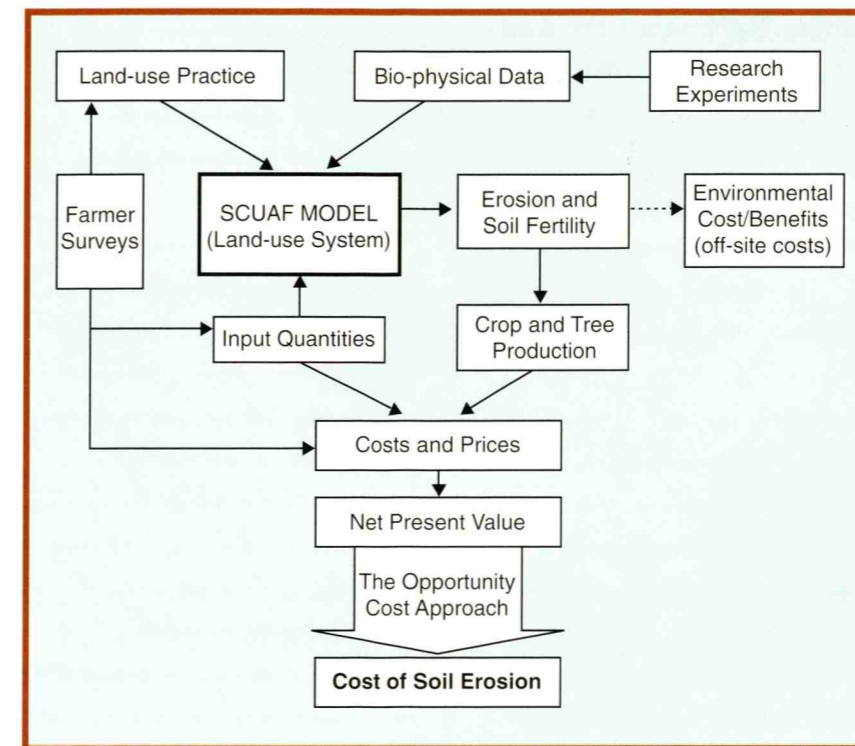 Land-use Practice
Bio-physical Data
Research
Experiments
Farmer
Surveys
SCUAF MODEL
(Land-use System)
Erosion and
Soil Fertility
Environmental
Cost/Benefits
(off-site costs)
Input Quantities
Crop and Tree
Production
Costs and Prices
Net Present Value
The Opportunity
Cost Approach
Cost of Soil Erosion